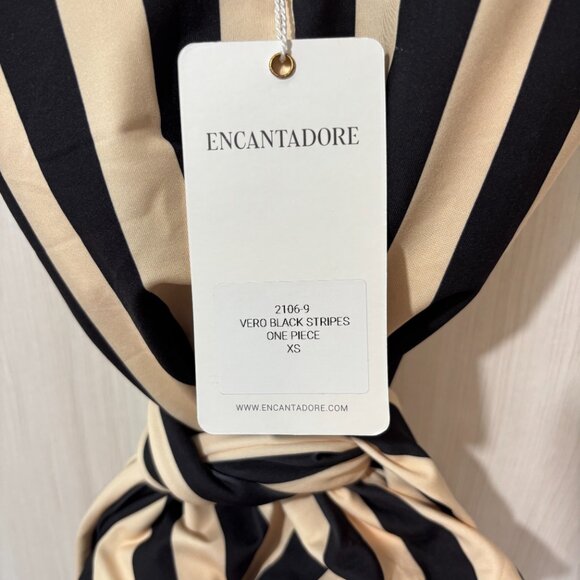 ENCANTADORE
2106-9
VERO BLACK STRIPES
ONE PIECE
XS
WWW.ENCANTADORE.COM